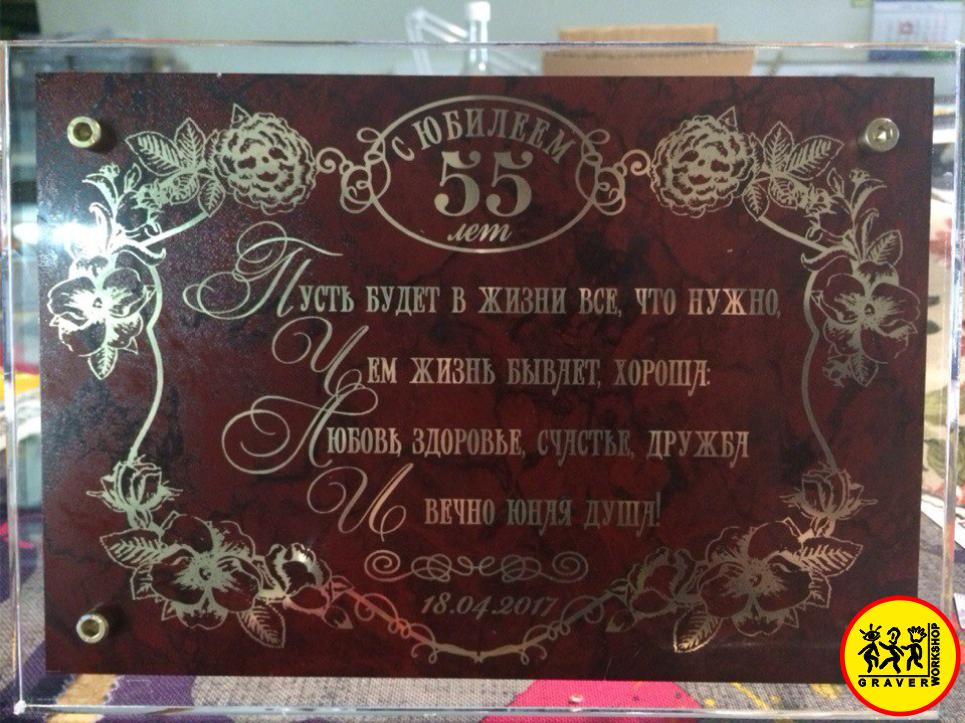 С ЮБИЛЕЕМ
55
лет
Пусть будет в жизни все, что нужно,
Чем жизнь бывает, хороша:
Любовь, здоровье, счастье, дружба
И вечно юная душа!
18.04.2017
GRAVER
WORKSHOP